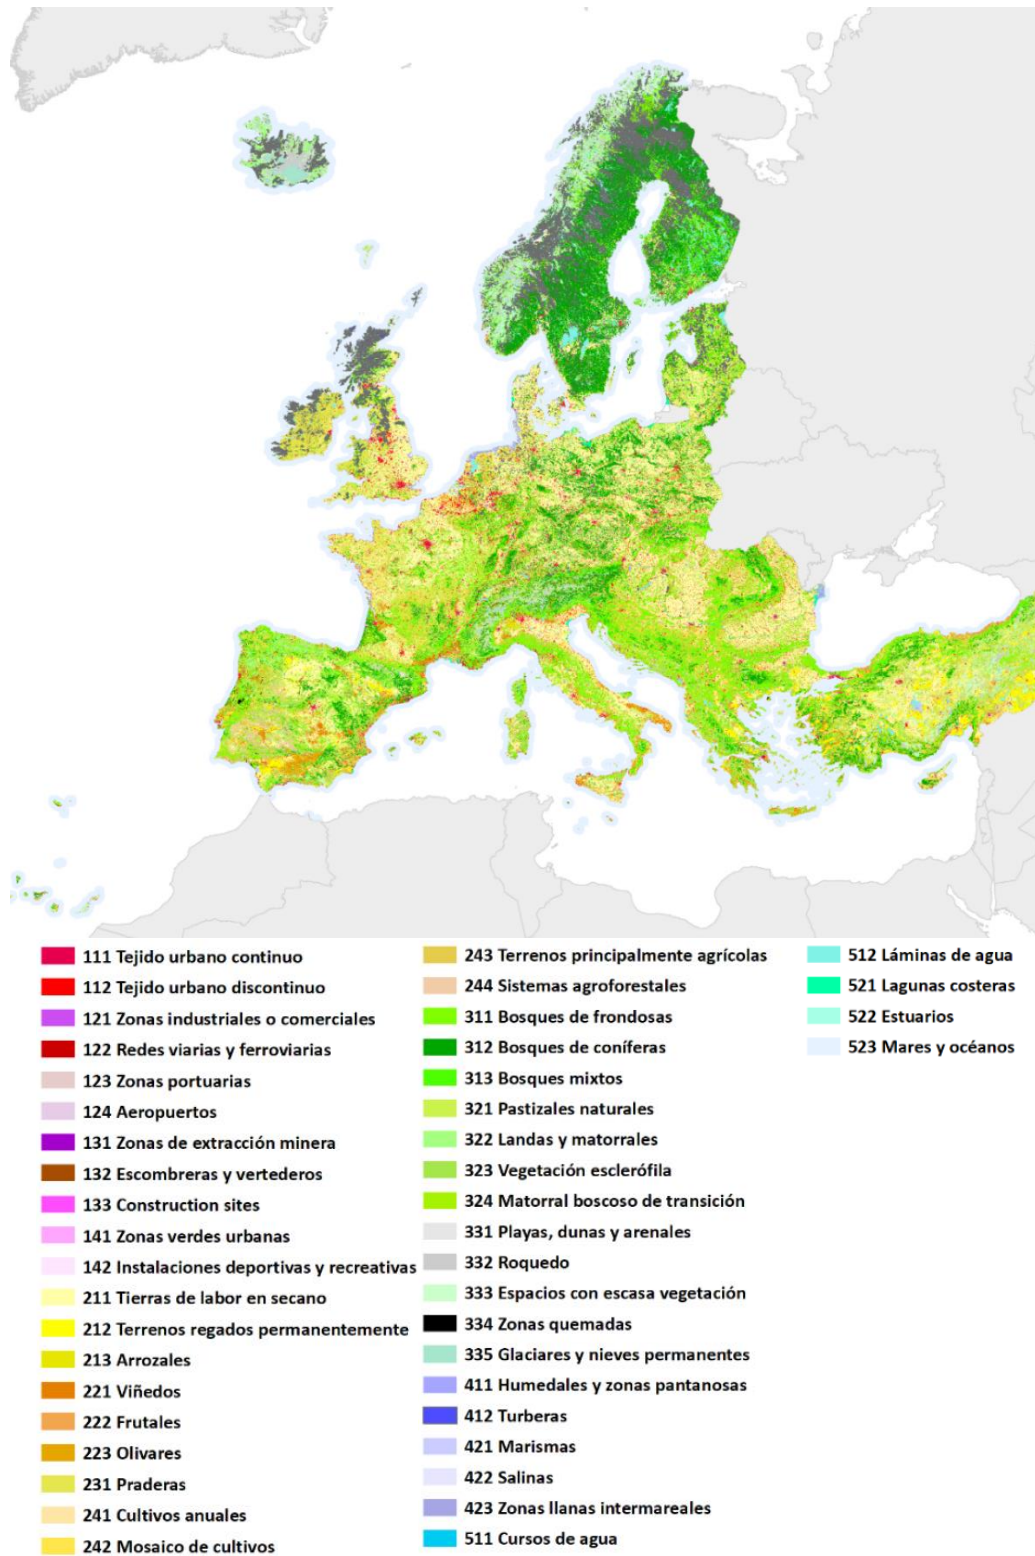 111 Tejido urbano continuo
112 Tejido urbano discontinuo
121 Zonas industriales o comerciales
122 Redes viarias y ferroviarias
123 Zonas portuarias
124 Aeropuertos
131 Zonas de extracción minera
132 Escombreras y vertederos
133 Construction sites
141 Zonas verdes urbanas
142 Instalaciones deportivas y recreativas
211 Tierras de labor en secano
212 Terrenos regados permanentemente
213 Arrozales
221 Viñedos
222 Frutales
223 Olivares
231 Praderas
241 Cultivos anuales
242 Mosaico de cultivos
243 Terrenos principalmente agrícolas
244 Sistemas agroforestales
311 Bosques de frondosas
312 Bosques de coníferas
313 Bosques mixtos
321 Pastizales naturales
322 Landas y matorrales
323 Vegetación esclerófila
324 Matorral boscoso de transición
331 Playas, dunas y arenales
332 Roquedo
333 Espacios con escasa vegetación
334 Zonas quemadas
335 Glaciares y nieves permanentes
411 Humedales y zonas pantanosas
412 Turberas
421 Marismas
422 Salinas
423 Zonas llanas intermareales
511 Cursos de agua
512 Láminas de agua
521 Lagunas costeras
522 Estuarios
523 Mares y océanos